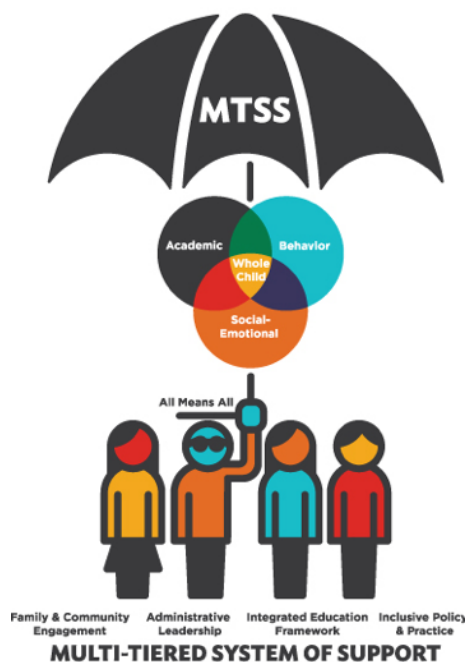 MTSS
Academic
Behavior
Whole
Child
Social-
Emotional
All Means All
Family & Community
Engagement
Administrative
Leadership
Integrated Education
Framework
Inclusive Policy
& Practice
MULTI-TIERED SYSTEM OF SUPPORT